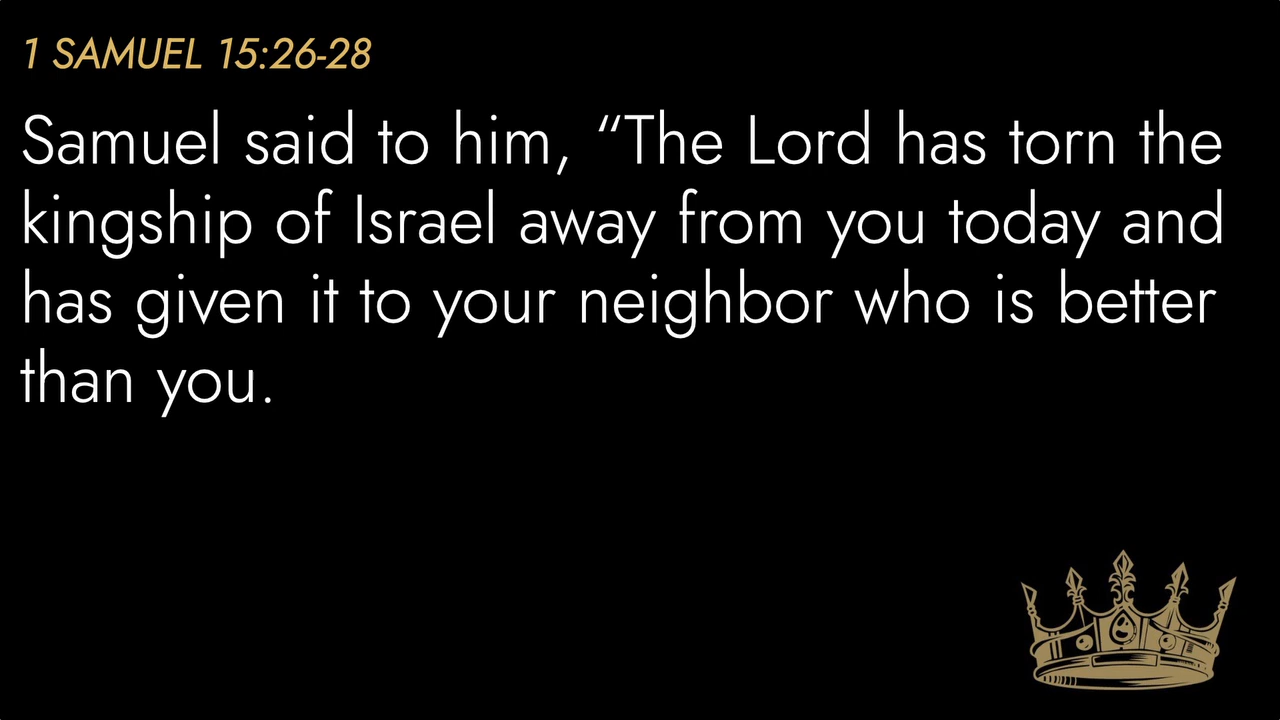 1 SAMUEL 15:26-28
Samuel said to him, “The Lord has torn the
kingship of Israel away from you today and
has given it to your neighbor who is better
than you.